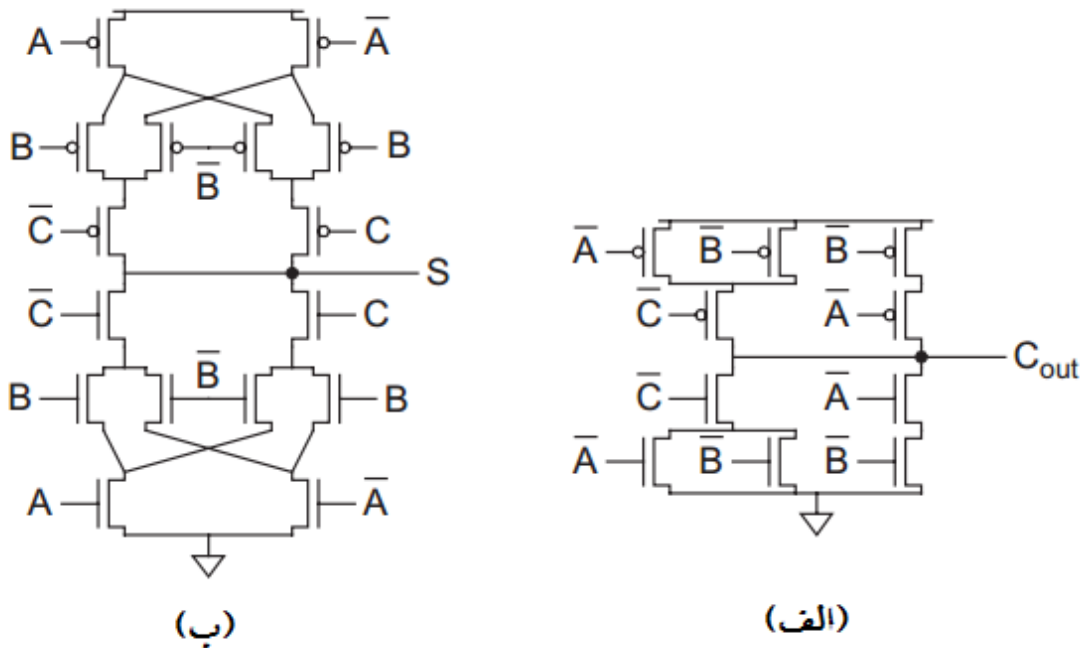 A A̅
B B̅ B
C̅ C
S
C̅ C
B B̅ B
A A̅
(ب)
A̅ B̅ B̅
C̅ A̅
C_out
C̅ A̅
A̅ B̅ B̅
(الف)